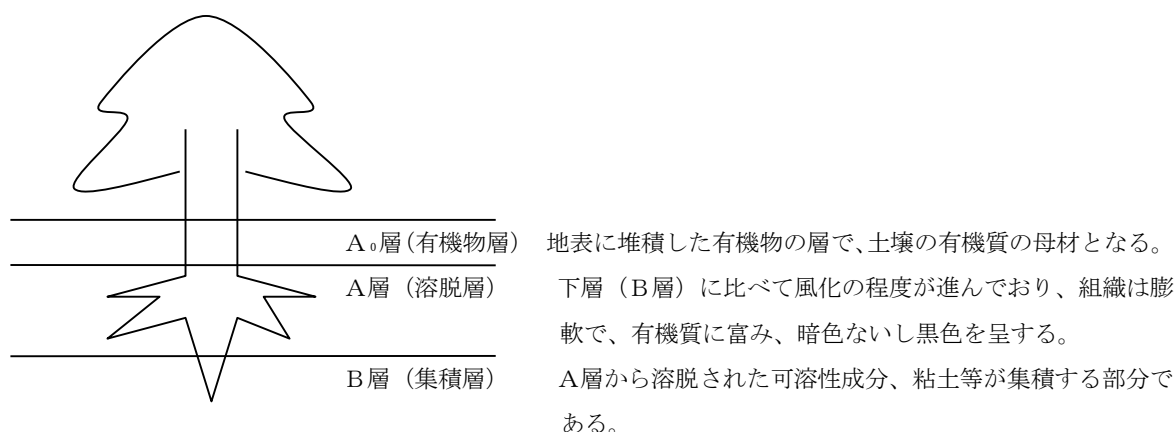 A₀層(有機物層) 地表に堆積した有機物の層で、土壌の有機質の母材となる。
A層（溶脱層） 下層（B層）に比べて風化の程度が進んでおり、組織は膨
軟で、有機質に富み、暗色ないし黒色を呈する。
B層（集積層） A層から溶脱された可溶性成分、粘土等が集積する部分で
ある。